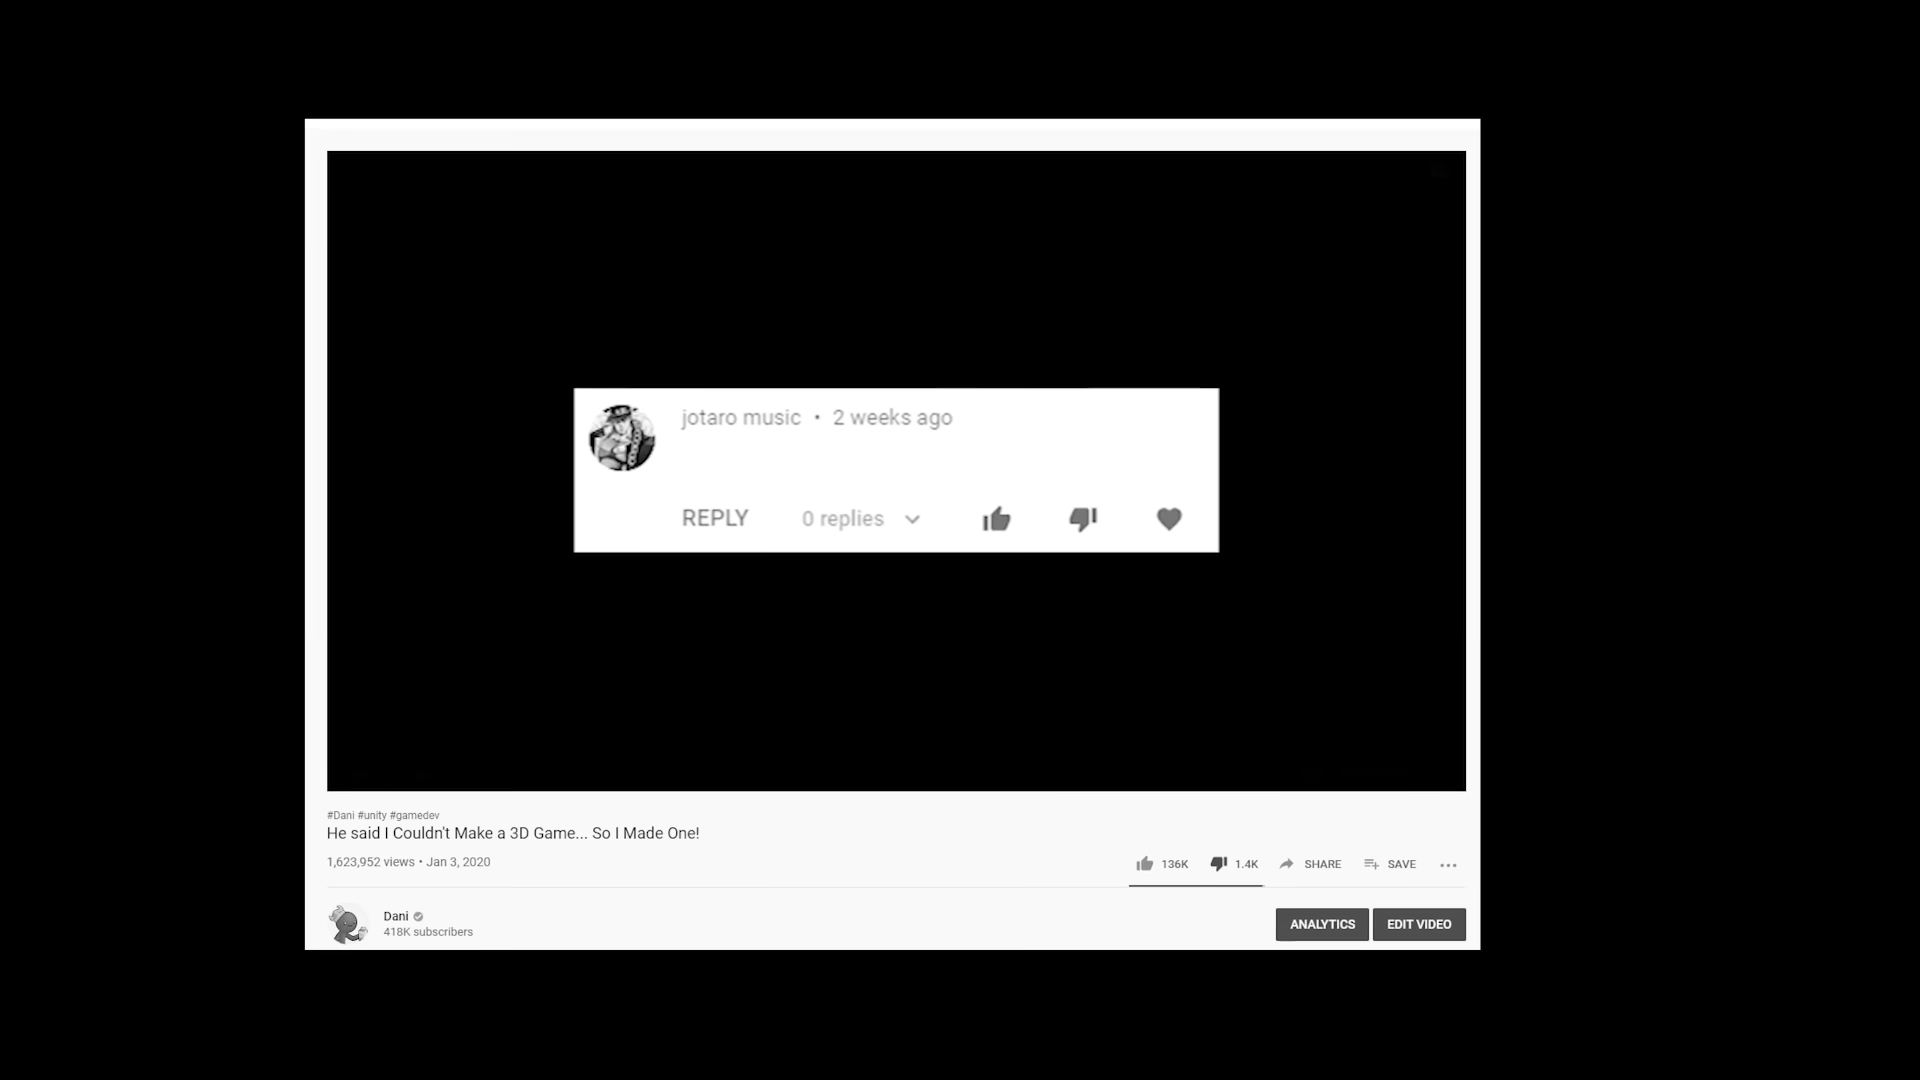 jotaro music • 2 weeks ago
REPLY 0 replies
#Dani #unity #gamedev
He said I Couldn't Make a 3D Game... So I Made One!
1,623,952 views • Jan 3, 2020
136K 1.4K SHARE SAVE ...
Dani
418K subscribers
ANALYTICS EDIT VIDEO